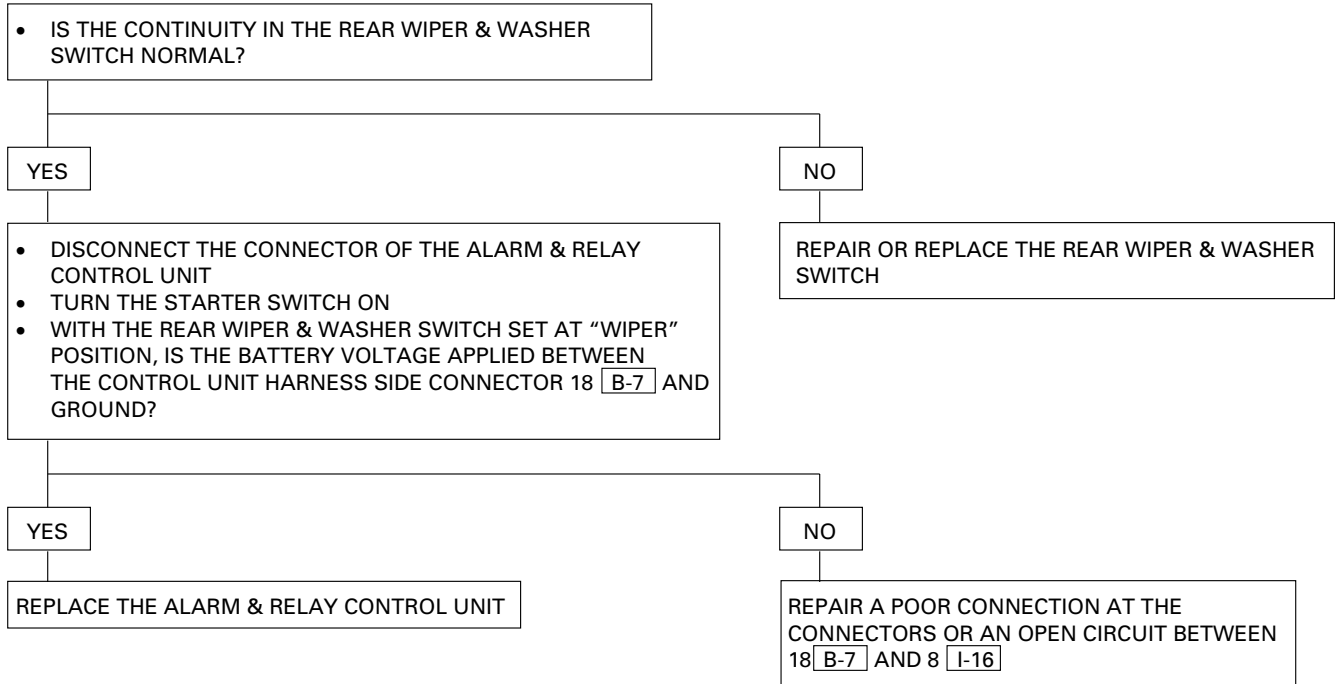 • IS THE CONTINUITY IN THE REAR WIPER & WASHER
SWITCH NORMAL?
YES
NO
• DISCONNECT THE CONNECTOR OF THE ALARM & RELAY
CONTROL UNIT
• TURN THE STARTER SWITCH ON
• WITH THE REAR WIPER & WASHER SWITCH SET AT “WIPER”
POSITION, IS THE BATTERY VOLTAGE APPLIED BETWEEN
THE CONTROL UNIT HARNESS SIDE CONNECTOR 18 B-7 AND
GROUND?
REPAIR OR REPLACE THE REAR WIPER & WASHER
SWITCH
YES
NO
REPLACE THE ALARM & RELAY CONTROL UNIT
REPAIR A POOR CONNECTION AT THE
CONNECTORS OR AN OPEN CIRCUIT BETWEEN
18 B-7 AND 8 I-16